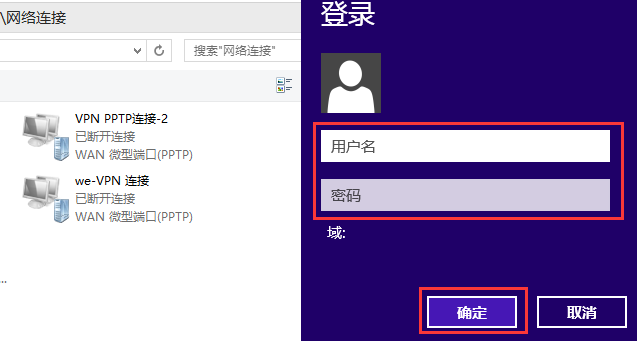 \网络连接
搜索"网络连接"
VPN PPTP连接-2
已断开连接
WAN 微型端口(PPTP)
we-VPN 连接
已断开连接
WAN 微型端口(PPTP)
...
登录
用户名
密码
域:
确定
取消